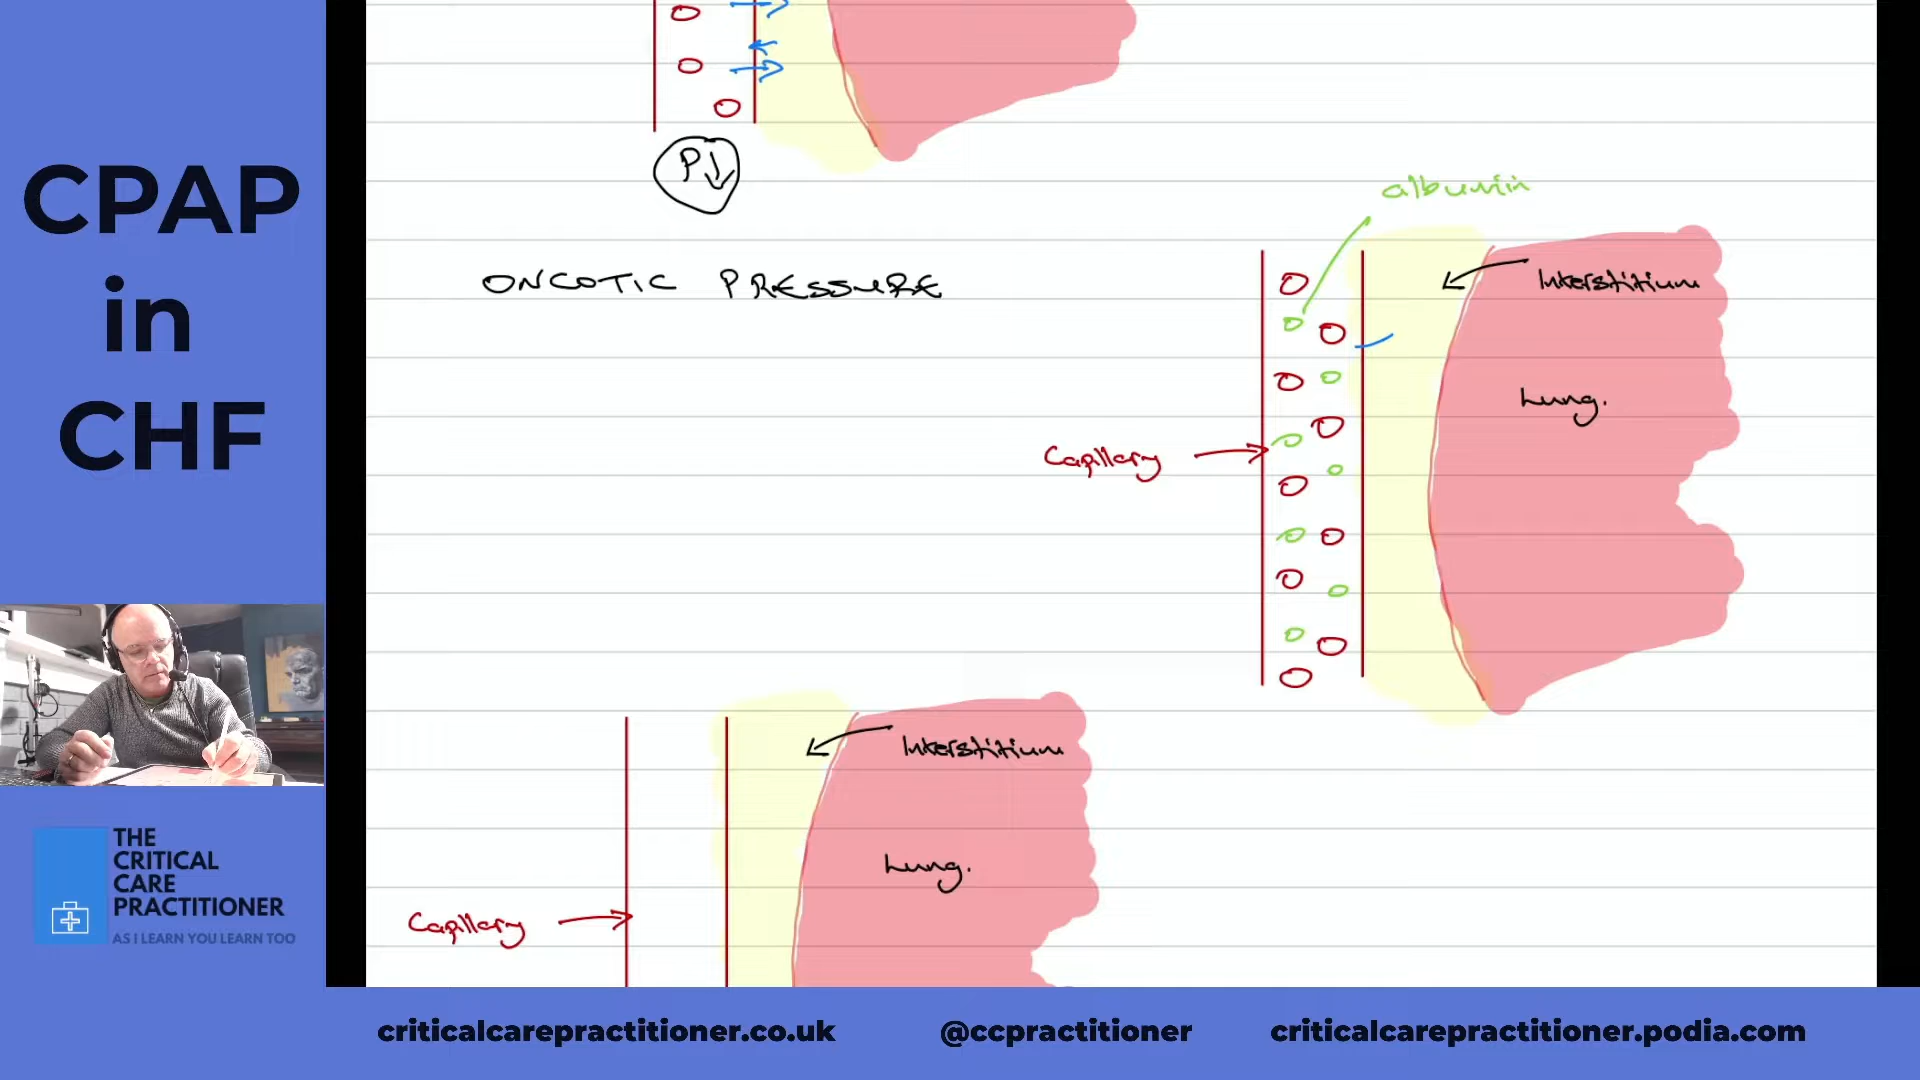 CPAP
in
CHF
P↓
albumin
ONCOTIC PRESSURE
Interstitium
Lung.
Capillary
Interstitium
Lung.
Capillary
THE
CRITICAL
CARE
PRACTITIONER
AS I LEARN YOU LEARN TOO
criticalcarepractitioner.co.uk
@ccpractitioner
criticalcarepractitioner.podia.com